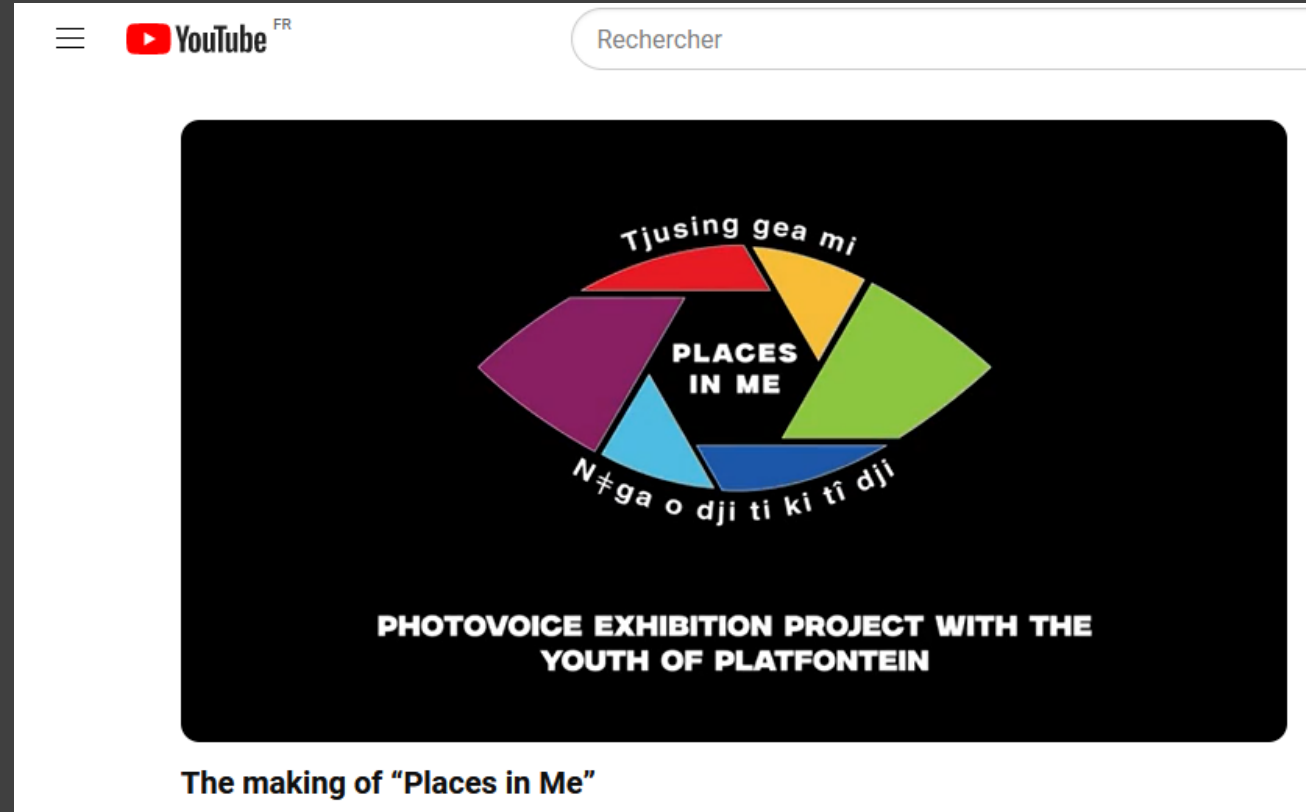 YouTube FR
Rechercher
Tjusing gea mi
PLACES
IN ME
Nǂga o dji ti ki tî dji
PHOTOVOICE EXHIBITION PROJECT WITH THE
YOUTH OF PLATFONTEIN
The making of “Places in Me”